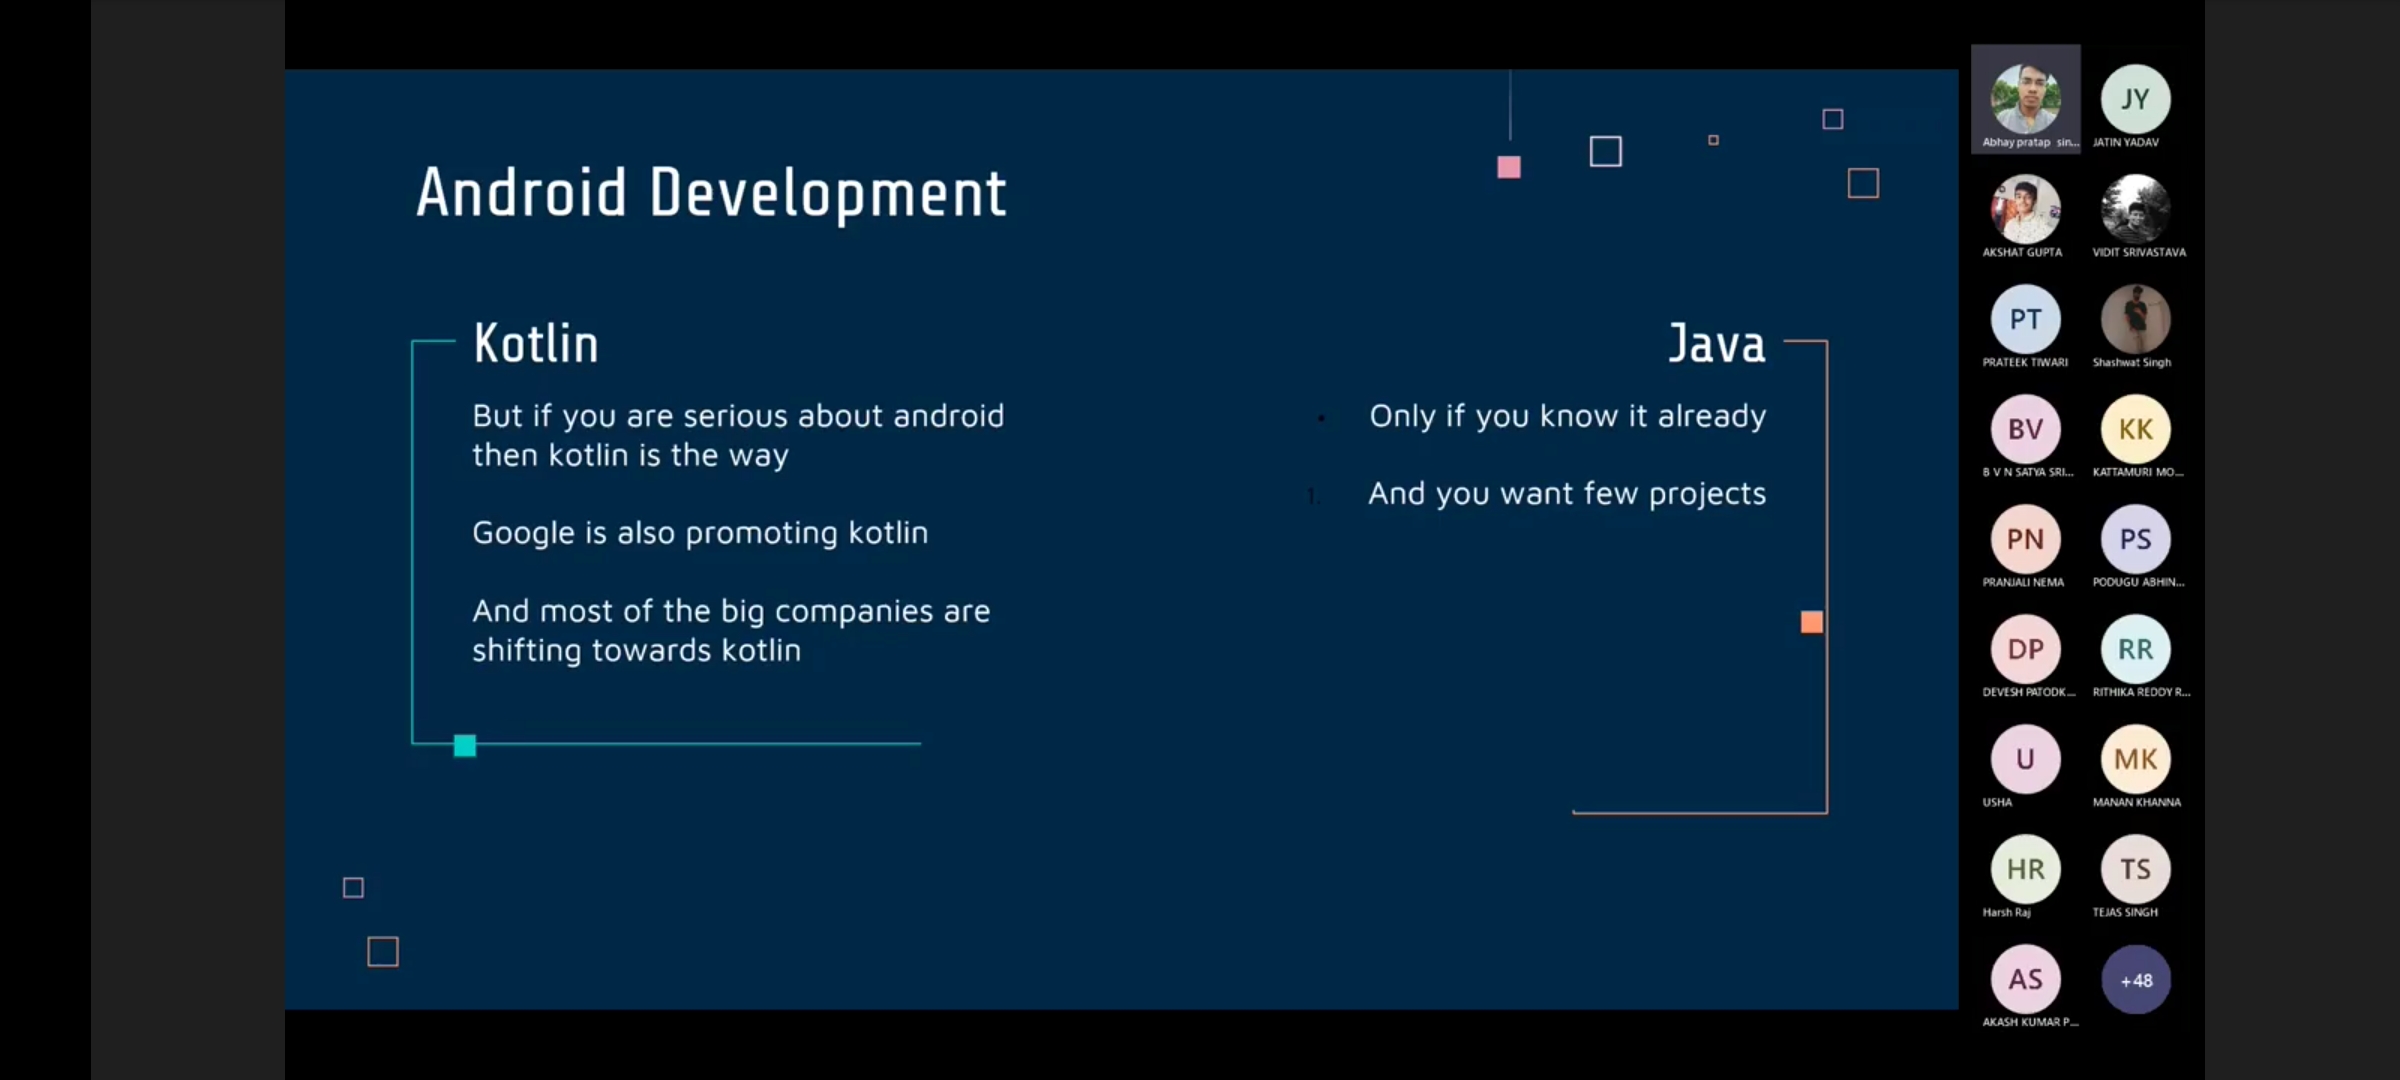 Android Development
Kotlin
But if you are serious about android
then kotlin is the way
Google is also promoting kotlin
And most of the big companies are
shifting towards kotlin
Java
• Only if you know it already
1. And you want few projects
Abhay pratap sin...
JY
JATIN YADAV
AKSHAT GUPTA
VIDIT SRIVASTAVA
PT
PRATEEK TIWARI
Shashwat Singh
BV
B V N SATYA SRI...
KK
KATTAMURI MO...
PN
PRANJALI NEMA
PS
PODUGU ABHIN...
DP
DEVESH PATODK...
RR
RITHIKA REDDY R...
U
USHA
MK
MANAN KHANNA
HR
Harsh Raj
TS
TEJAS SINGH
AS
AKASH KUMAR P...
+48